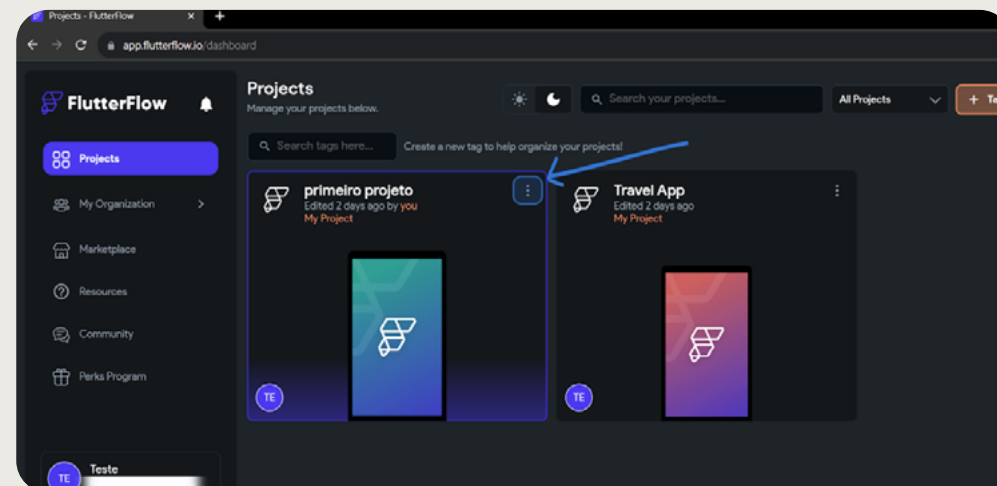 Projects - FlutterFlow
app.flutterflow.io/dashboard
FlutterFlow
Projects
My Organization
Marketplace
Resources
Community
Perks Program
TE
Teste
Projects
Manage your projects below.
Search your projects...
All Projects
+ Te
Search tags here...
Create a new tag to help organize your projects!
primeiro projeto
Edited 2 days ago by you
My Project
TE
Travel App
Edited 2 days ago
My Project
TE